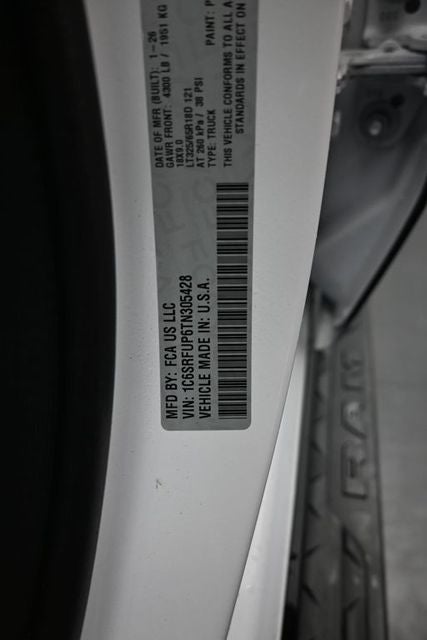 MFD BY: FCA US LLC
VIN: 1C6SRFUP6TN305428
VEHICLE MADE IN: U.S.A.
DATE OF MFR (BUILT): 1-26
GAWR FRONT: 4300 LB / 1951 KG
18X9.0
LT325/65R18D 121
AT 260 kPa / 38 PSI
TYPE: TRUCK
PAINT: P
THIS VEHICLE CONFORMS TO ALL A
STANDARDS IN EFFECT O
RAM